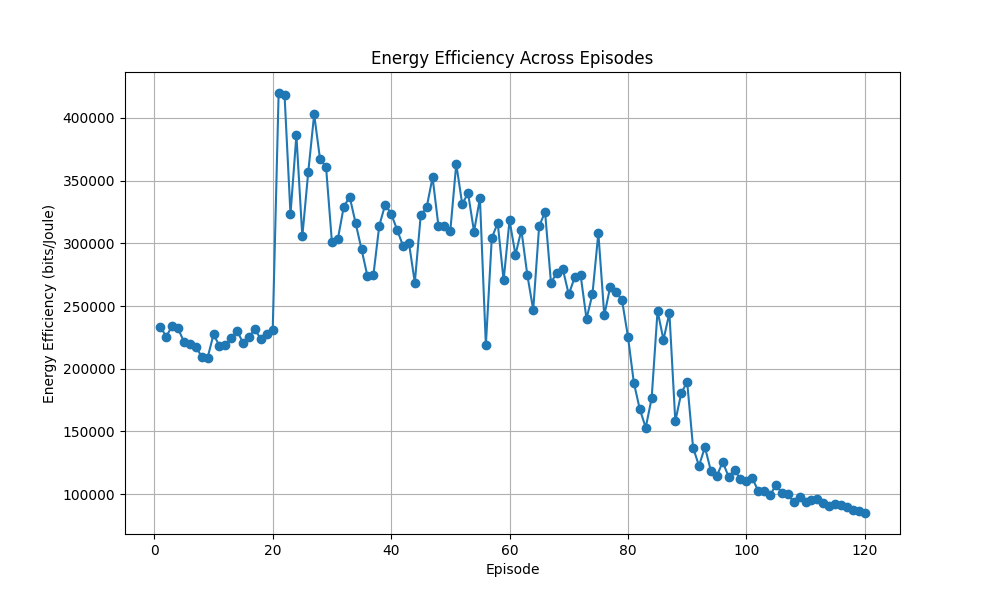 Energy Efficiency Across Episodes
Energy Efficiency (bits/Joule)
400000
350000
300000
250000
200000
150000
100000
0 20 40 60 80 100 120
Episode